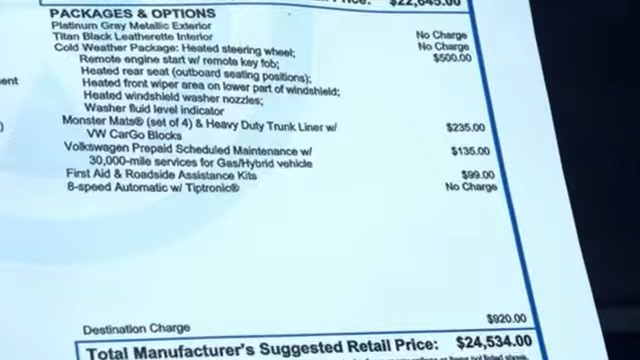 Price: $22,645.00
PACKAGES & OPTIONS
Platinum Gray Metallic Exterior No Charge
Titan Black Leatherette Interior No Charge
Cold Weather Package: Heated steering wheel; $500.00
Remote engine start w/ remote key fob;
Heated rear seat (outboard seating positions);
Heated front wiper area on lower part of windshield;
Heated windshield washer nozzles;
Washer fluid level indicator
Monster Mats® (set of 4) & Heavy Duty Trunk Liner w/ $235.00
VW CarGo Blocks
Volkswagen Prepaid Scheduled Maintenance w/ $135.00
30,000-mile services for Gas/Hybrid vehicle
First Aid & Roadside Assistance Kits $99.00
8-speed Automatic w/ Tiptronic® No Charge
Destination Charge $920.00
Total Manufacturer's Suggested Retail Price: $24,534.00